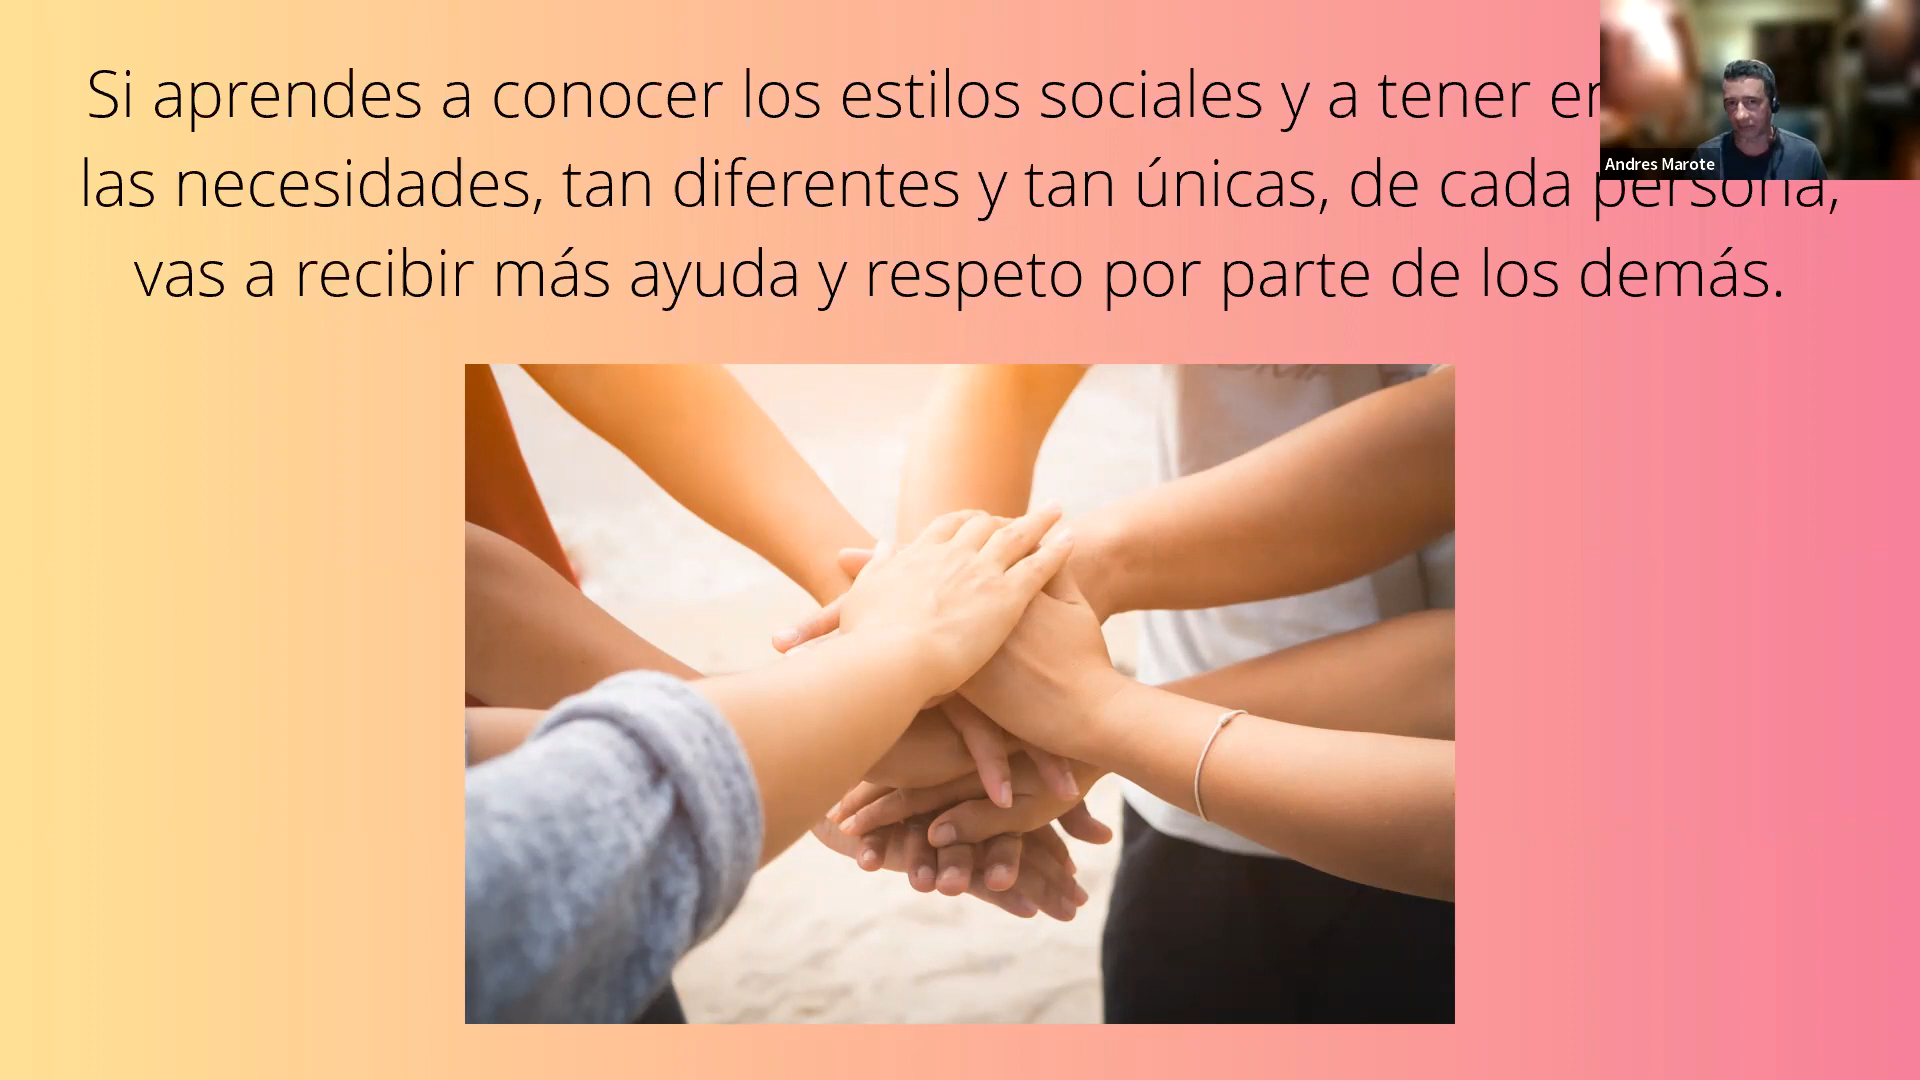 Si aprendes a conocer los estilos sociales y a tener
las necesidades, tan diferentes y tan únicas, de cada persona,
vas a recibir más ayuda y respeto por parte de los demás.
Andres Marote